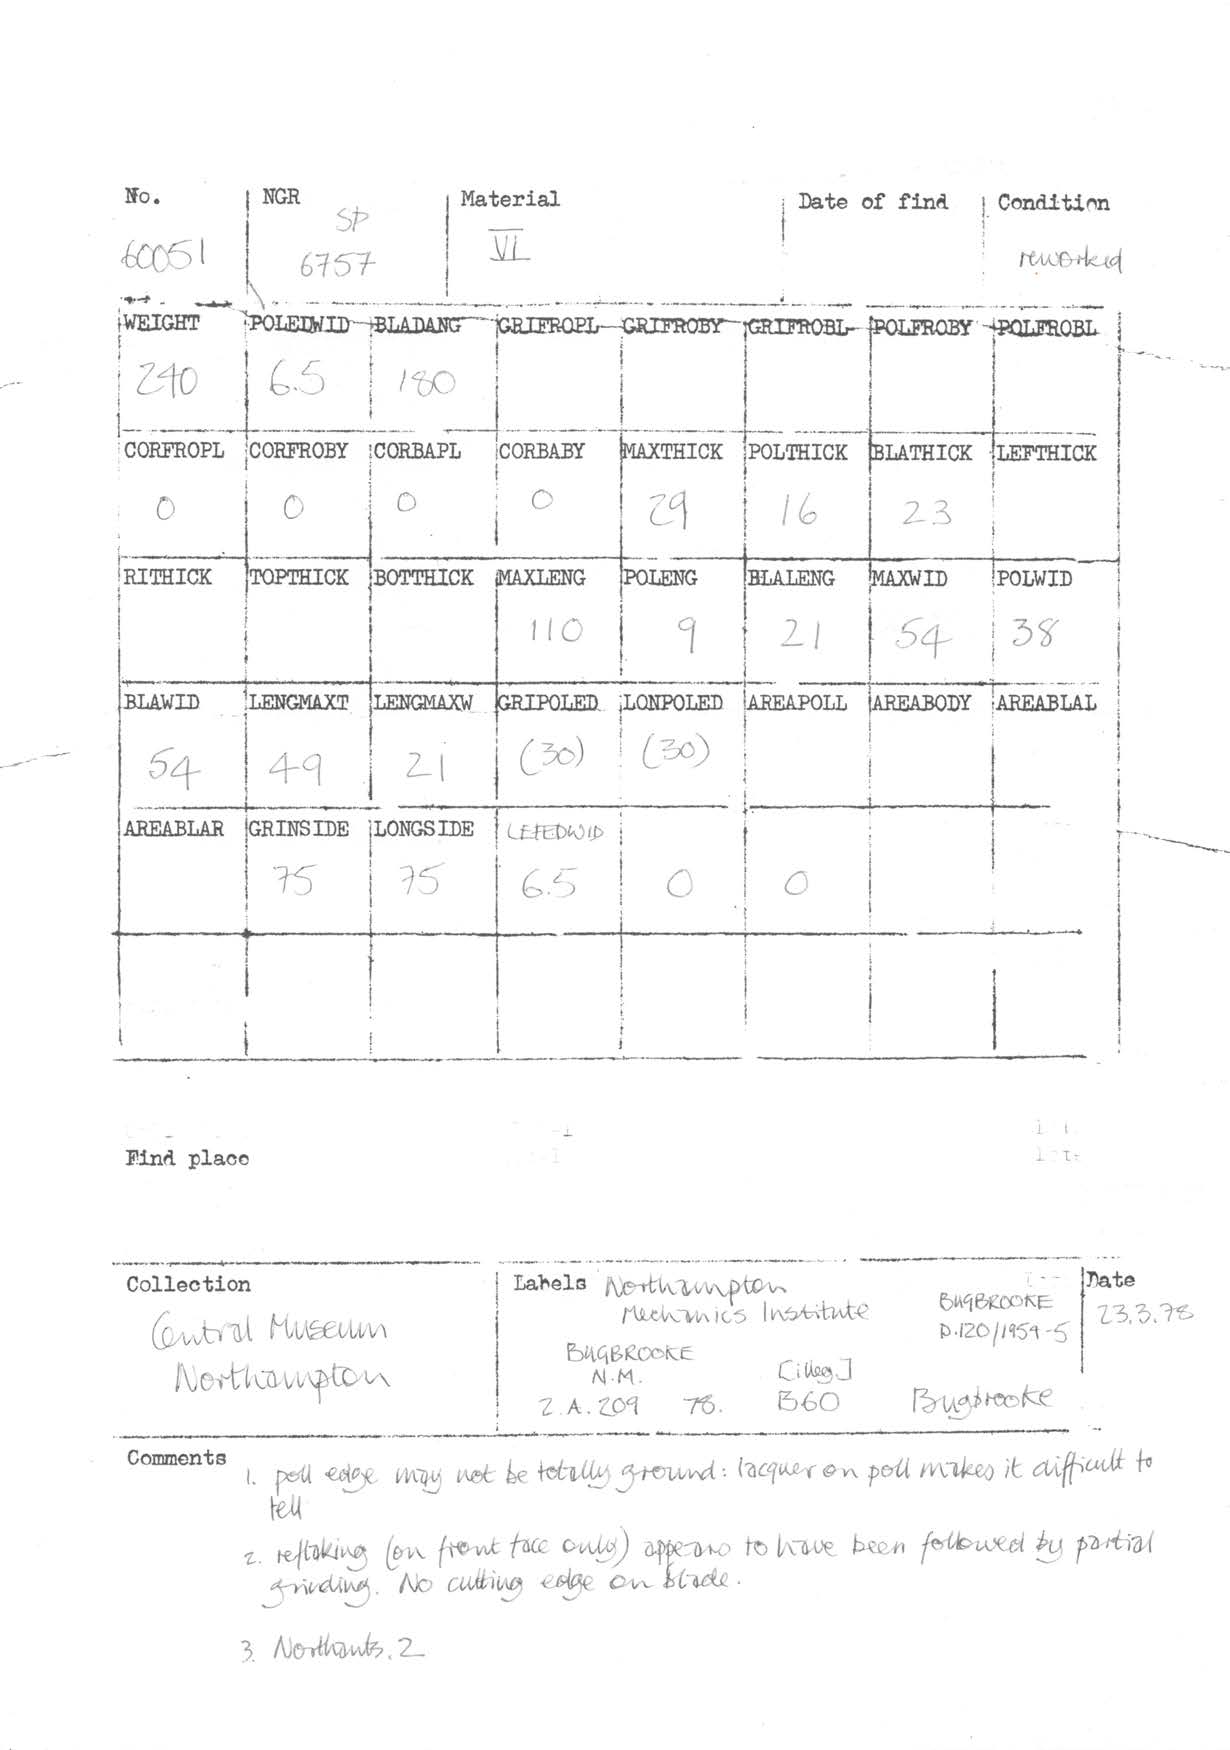 No. NGR Material Date of find Condition
SP
60051 6757 VI reworked
WEIGHT POLEDWID BLADANG GRIFROPL GRIFROBY GRIFROBL POLFROBY POLFROBL
240 6.5 180
CORFROPL CORFROBY CORBAPL CORBABY MAXTHICK POLTHICK BLATHICK LEFTHICK
0 0 0 0 29 16 23
RITHICK TOPTHICK BOTTHICK MAXLENG POLENG BLALENG MAXWID POLWID
110 9 21 54 38
BLAWID LENGMAXT LENGMAXW GRIPOLED LONPOLED AREAPOLL AREABODY AREABLAL
54 49 21 (30) (30)
AREABLAR GRINSIDE LONGSIDE LEFEDWID
75 75 6.5 0 0
Find place
Collection
Central Museum
Northampton
Labels Northampton
Mechanics Institute
BUGBROOKE
D.120/1954-5
BUGBROOKE
N.M. [illeg.]
2.A.209 78. B60 Bugbrooke
Date
23.3.78
Comments
1. poll edge may not be totally ground: lacquer on poll makes it difficult to
tell
2. reflaking (on front face only) appears to have been followed by partial
grinding. No cutting edge on blade.
3. Northants. 2